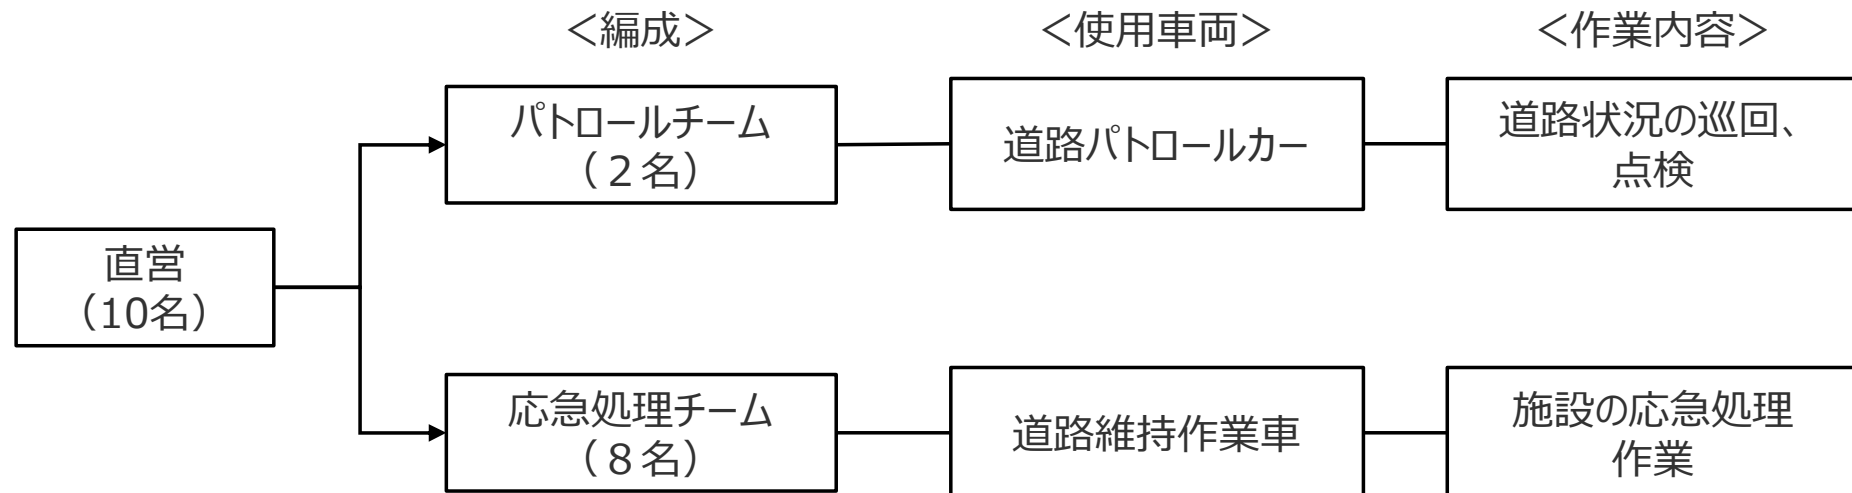 ＜編成＞
＜使用車両＞
＜作業内容＞
パトロールチーム
（２名）
道路パトロールカー
道路状況の巡回、
点検
直営
（10名）
応急処理チーム
（８名）
道路維持作業車
施設の応急処理
作業